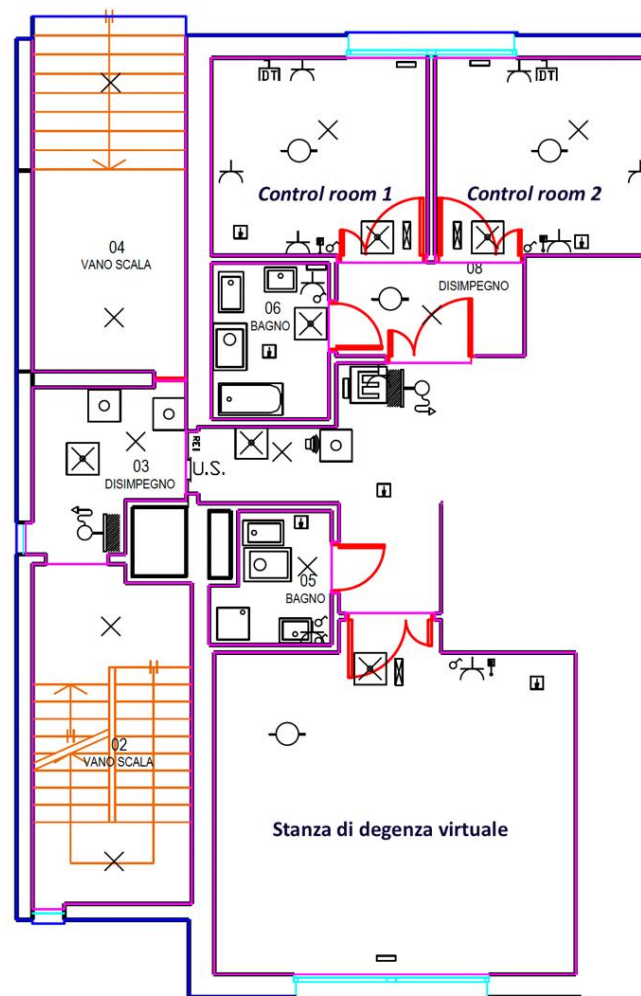 DT
DT
Control room 1
Control room 2
04
VANO SCALA
08
DISIMPEGNO
06
BAGNO
E
REI
U.S.
03
DISIMPEGNO
05
BAGNO
02
VANO SCALA
Stanza di degenza virtuale